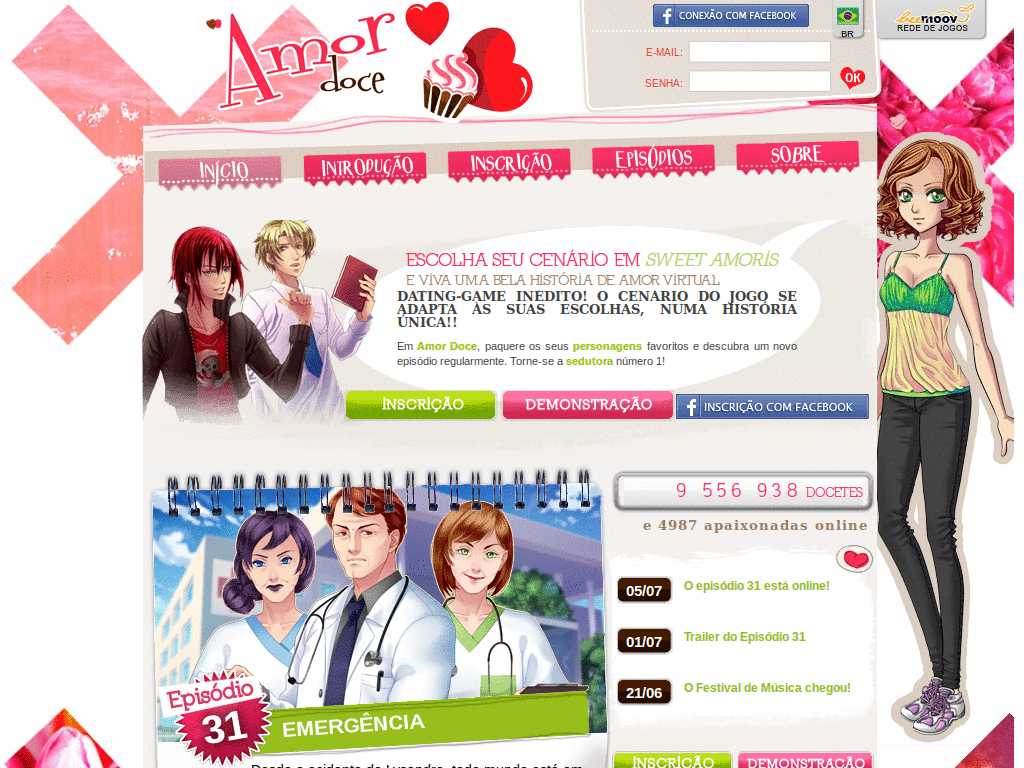 Amor
doce
CONEXÃO COM FACEBOOK
BR
beemoov
REDE DE JOGOS
E-MAIL:
SENHA:
OK
INÍCIO
INTRODUÇÃO
INSCRIÇÃO
EPISÓDIOS
SOBRE
ESCOLHA SEU CENÁRIO EM SWEET AMORIS
E VIVA UMA BELA HISTÓRIA DE AMOR VIRTUAL
DATING-GAME INEDITO! O CENARIO DO JOGO SE
ADAPTA ÀS SUAS ESCOLHAS, NUMA HISTÓRIA
ÚNICA!!
Em Amor Doce, paquere os seus personagens favoritos e descubra um novo
episódio regularmente. Torne-se a sedutora número 1!
INSCRIÇÃO
DEMONSTRAÇÃO
INSCRIÇÃO COM FACEBOOK
9 556 938 DOCETES
e 4987 apaixonadas online
05/07
O episódio 31 está online!
01/07
Trailer do Episódio 31
21/06
O Festival de Música chegou!
Episódio
31
EMERGÊNCIA
Desde o acidente do Lysandre, todo mundo está em
INSCRIÇÃO
DEMONSTRAÇÃO